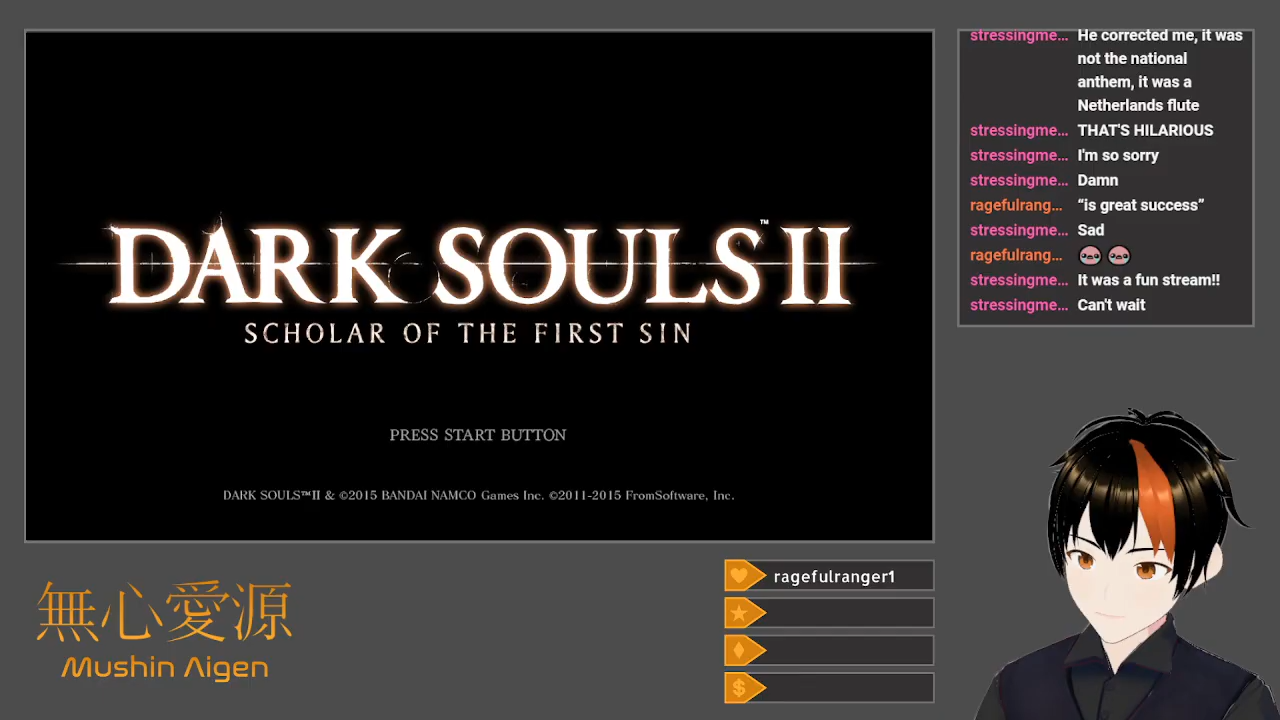 DARK SOULS™ II
SCHOLAR OF THE FIRST SIN
PRESS START BUTTON
DARK SOULS™II & ©2015 BANDAI NAMCO Games Inc. ©2011-2015 FromSoftware, Inc.
stressingme... He corrected me, it was
not the national
anthem, it was a
Netherlands flute
stressingme... THAT'S HILARIOUS
stressingme... I'm so sorry
stressingme... Damn
ragefulrang... “is great success”
stressingme... Sad
ragefulrang...
stressingme... It was a fun stream!!
stressingme... Can't wait
無心愛源
Mushin Aigen
ragefulranger1
$